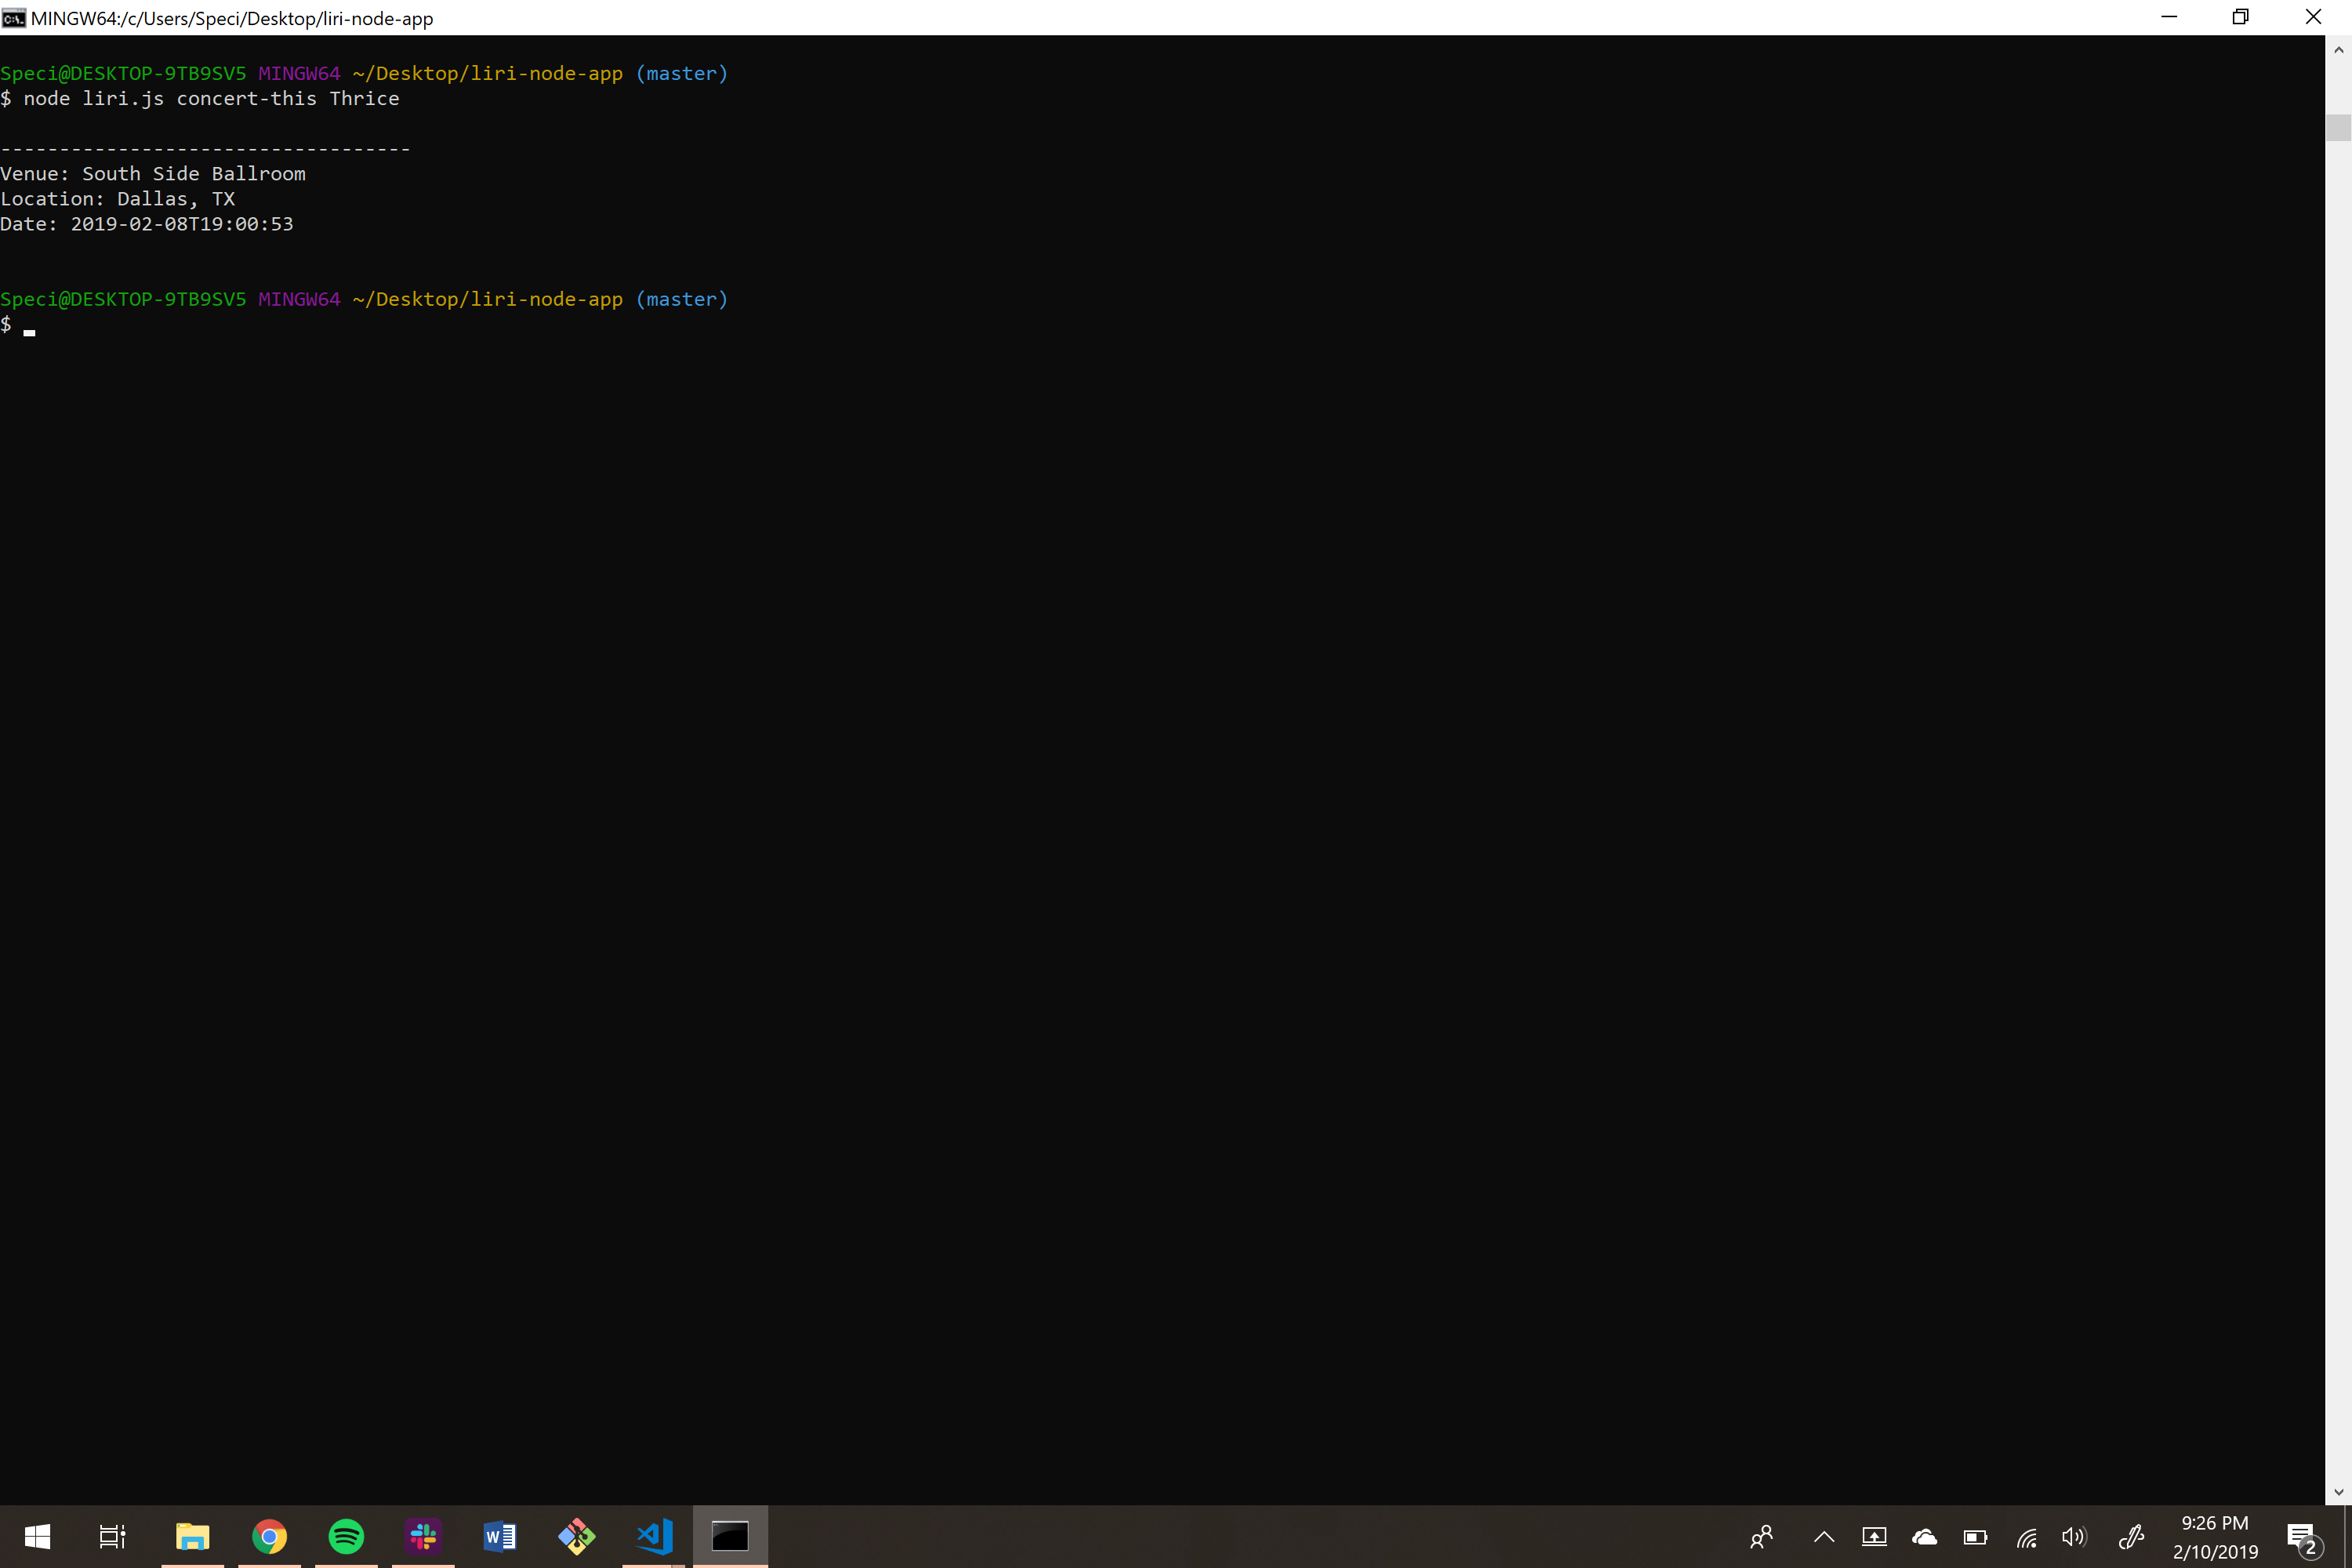 MINGW64:/c/Users/Speci/Desktop/liri-node-app
Speci@DESKTOP-9TB9SV5 MINGW64 ~/Desktop/liri-node-app (master)
$ node liri.js concert-this Thrice
-----------------------------------
Venue: South Side Ballroom
Location: Dallas, TX
Date: 2019-02-08T19:00:53
Speci@DESKTOP-9TB9SV5 MINGW64 ~/Desktop/liri-node-app (master)
$
9:26 PM
2/10/2019
2